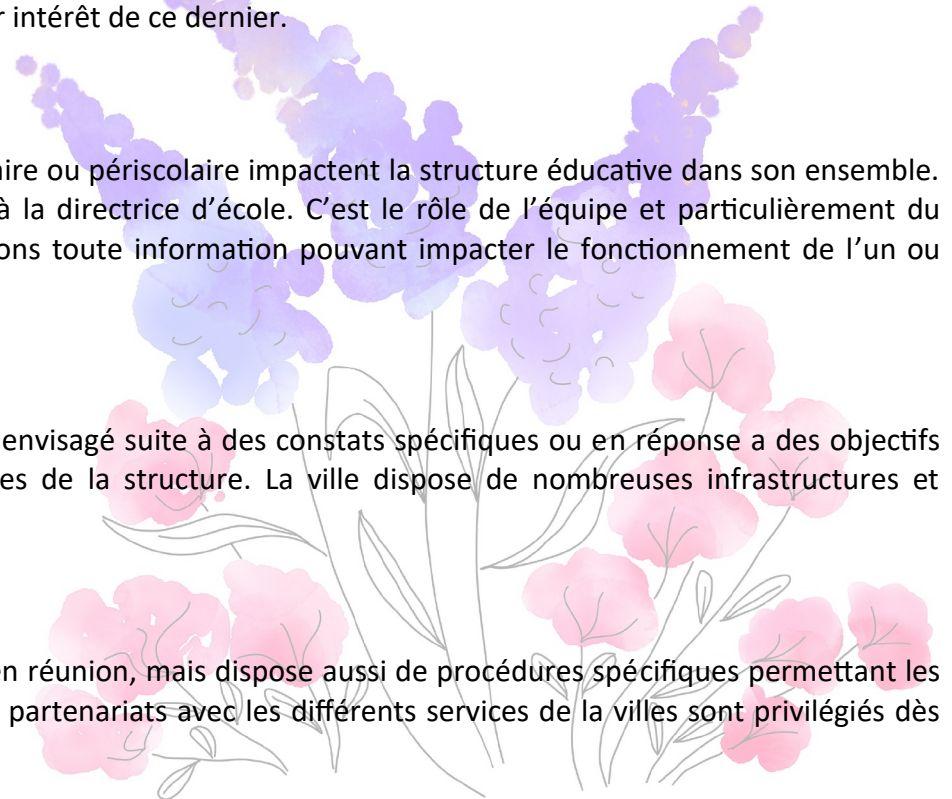 r intérêt de ce dernier.
aire ou périscolaire impactent la structure éducative dans son ensemble.
à la directrice d’école. C’est le rôle de l’équipe et particulièrement du
ons toute information pouvant impacter le fonctionnement de l’un ou
envisagé suite à des constats spécifiques ou en réponse a des objectifs
es de la structure. La ville dispose de nombreuses infrastructures et
en réunion, mais dispose aussi de procédures spécifiques permettant les
partenariats avec les différents services de la villes sont privilégiés dès